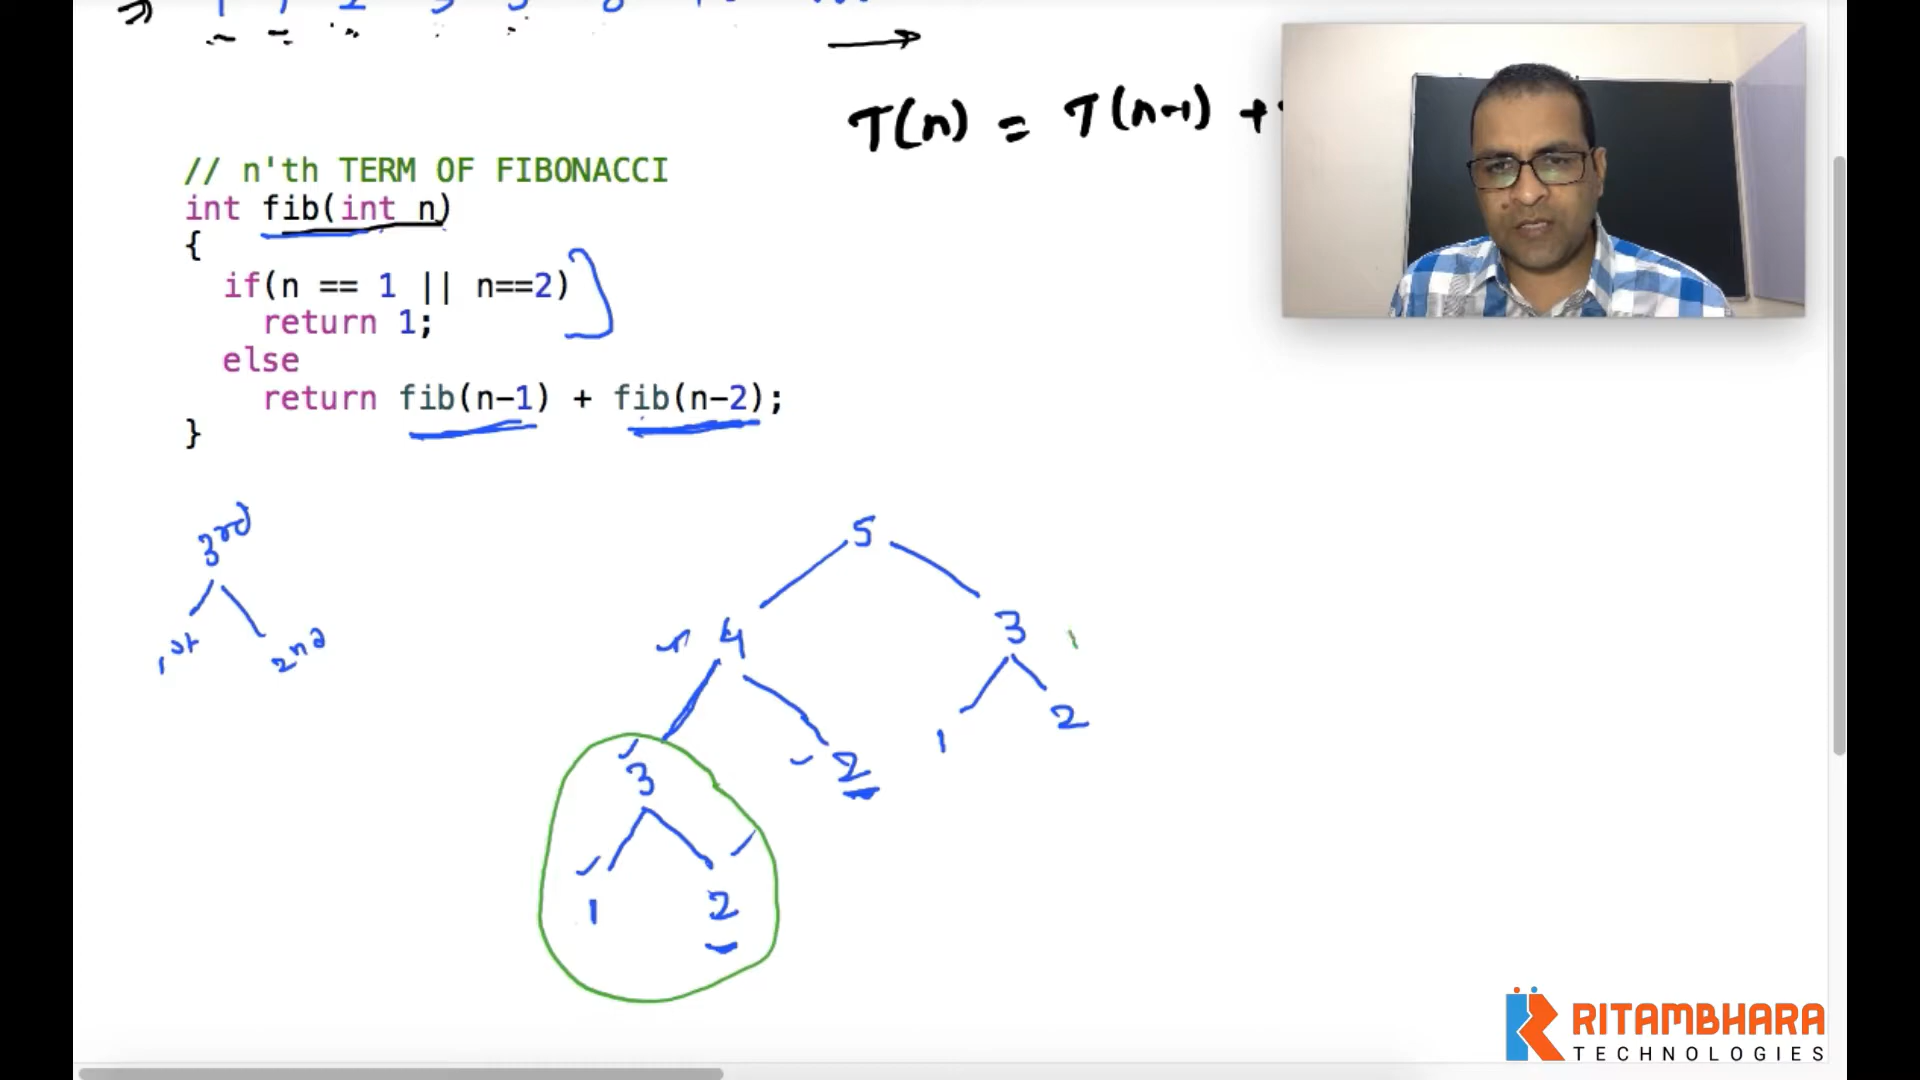 T(n) = T(n-1) +
// n'th TERM OF FIBONACCI
int fib(int n)
{
if(n == 1 || n==2)
return 1;
else
return fib(n-1) + fib(n-2);
}
3rd
1st 2nd
5
4 3
1 2
3 2
1 2
RITAMBHARA
TECHNOLOGIES